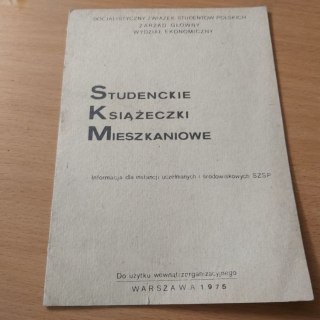 SOCJALISTYCZNY ZWIĄZEK STUDENTÓW POLSKICH
ZARZĄD GŁÓWNY
WYDZIAŁ EKONOMICZNY
STUDENCKIE
KSIĄŻECZKI
MIESZKANIOWE
Informacja dla instancji uczelnianych i środowiskowych SZSP
Do użytku wewnątrzorganizacyjnego
WARSZAWA 1975